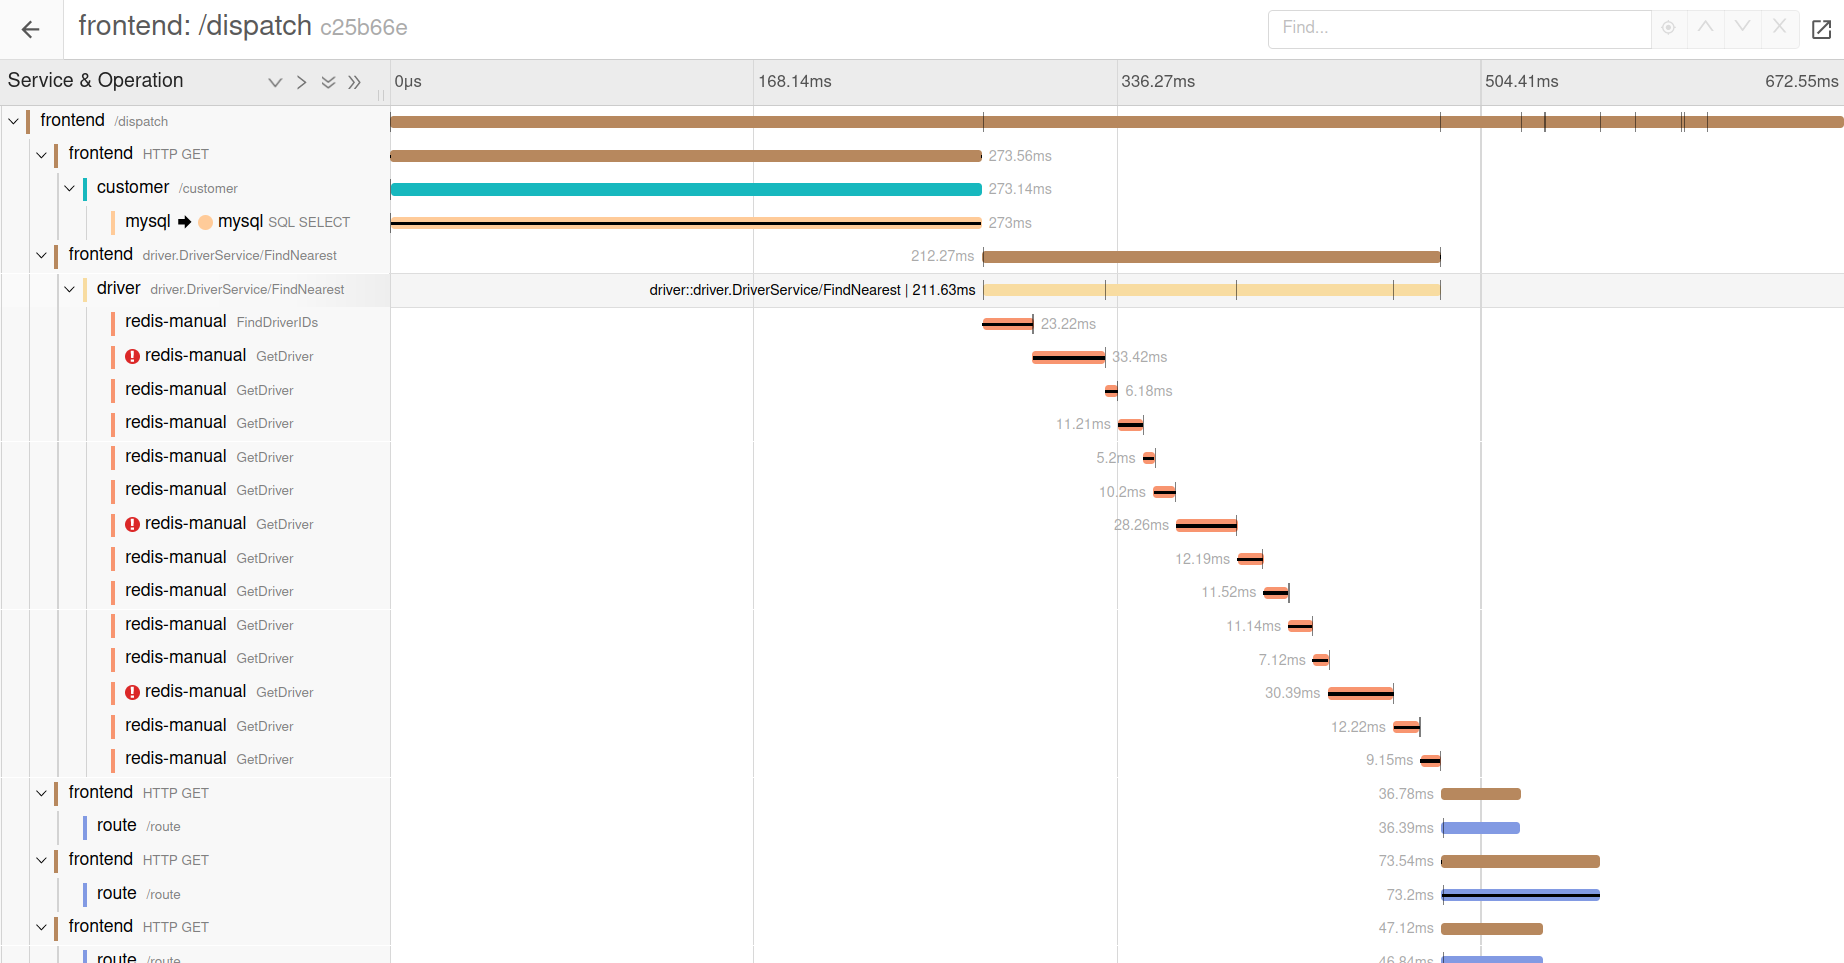 frontend: /dispatch c25b66e
Find...
Service & Operation 0μs 168.14ms 336.27ms 504.41ms 672.55ms
frontend /dispatch
frontend HTTP GET 273.56ms
customer /customer 273.14ms
mysql mysql SQL SELECT 273ms
frontend driver.DriverService/FindNearest 212.27ms
driver driver.DriverService/FindNearest driver::driver.DriverService/FindNearest | 211.63ms
redis-manual FindDriverIDs 23.22ms
redis-manual GetDriver 33.42ms
redis-manual GetDriver 6.18ms
redis-manual GetDriver 11.21ms
redis-manual GetDriver 5.2ms
redis-manual GetDriver 10.2ms
redis-manual GetDriver 28.26ms
redis-manual GetDriver 12.19ms
redis-manual GetDriver 11.52ms
redis-manual GetDriver 11.14ms
redis-manual GetDriver 7.12ms
redis-manual GetDriver 30.39ms
redis-manual GetDriver 12.22ms
redis-manual GetDriver 9.15ms
frontend HTTP GET 36.78ms
route /route 36.39ms
frontend HTTP GET 73.54ms
route /route 73.2ms
frontend HTTP GET 47.12ms
route /route 46.84ms